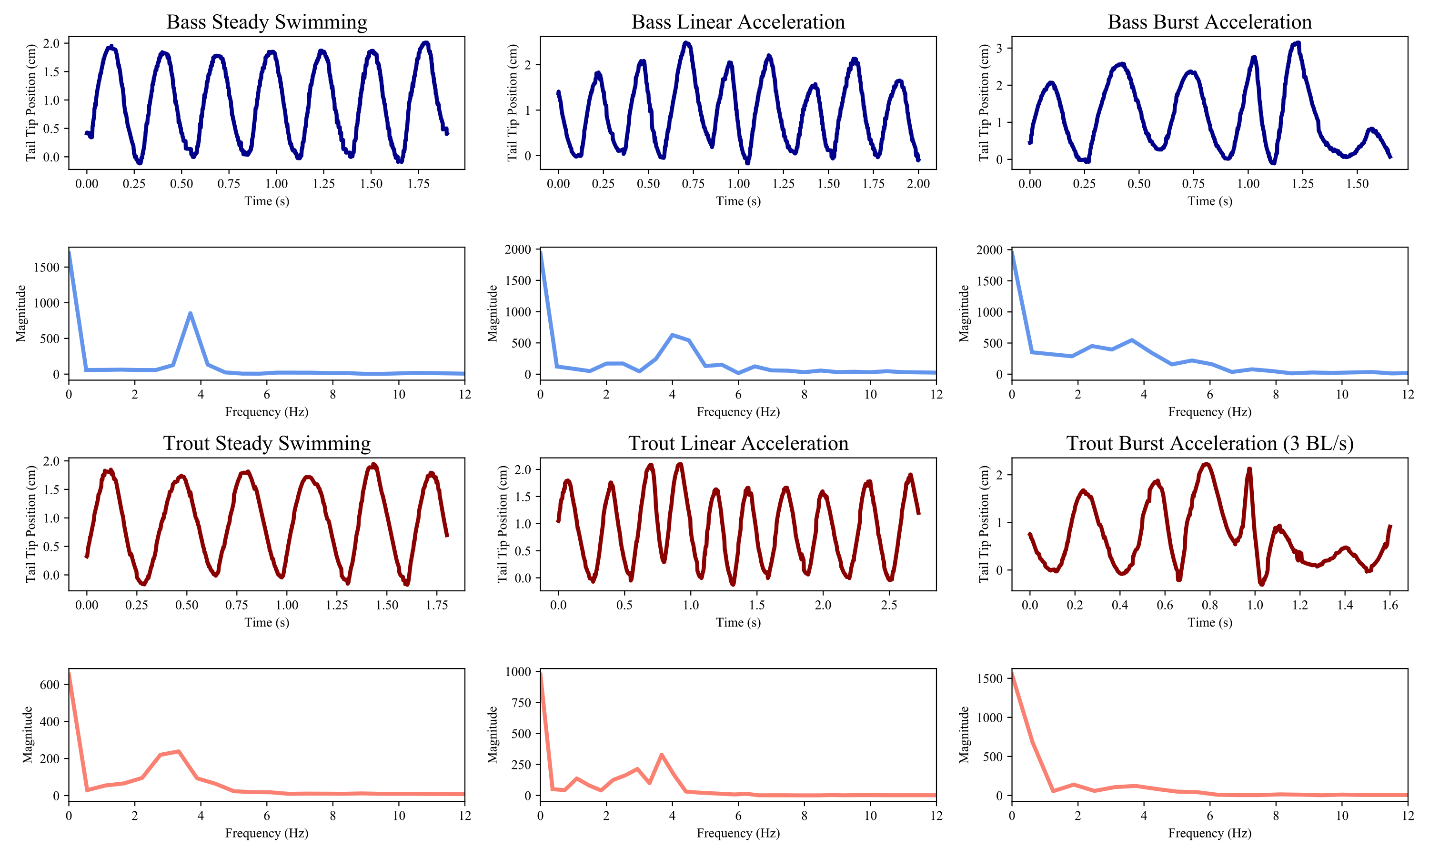 Bass Steady Swimming
Tail Tip Position (cm)
2.0
1.5
1.0
0.5
0.0
0.00 0.25 0.50 0.75 1.00 1.25 1.50 1.75
Time (s)
Bass Linear Acceleration
Tail Tip Position (cm)
2
1
0
0.00 0.25 0.50 0.75 1.00 1.25 1.50 1.75 2.00
Time (s)
Bass Burst Acceleration
Tail Tip Position (cm)
3
2
1
0
0.00 0.25 0.50 0.75 1.00 1.25 1.50
Time (s)
Magnitude
1500
1000
500
0
0 2 4 6 8 10 12
Frequency (Hz)
Magnitude
2000
1500
1000
500
0
0 2 4 6 8 10 12
Frequency (Hz)
Magnitude
2000
1500
1000
500
0
0 2 4 6 8 10 12
Frequency (Hz)
Trout Steady Swimming
Tail Tip Position (cm)
2.0
1.5
1.0
0.5
0.0
0.00 0.25 0.50 0.75 1.00 1.25 1.50 1.75
Time (s)
Trout Linear Acceleration
Tail Tip Position (cm)
2.0
1.5
1.0
0.5
0.0
0.0 0.5 1.0 1.5 2.0 2.5
Time (s)
Trout Burst Acceleration (3 BL/s)
Tail Tip Position (cm)
2
1
0
0.0 0.2 0.4 0.6 0.8 1.0 1.2 1.4 1.6
Time (s)
Magnitude
600
400
200
0
0 2 4 6 8 10 12
Frequency (Hz)
Magnitude
1000
750
500
250
0
0 2 4 6 8 10 12
Frequency (Hz)
Magnitude
1500
1000
500
0
0 2 4 6 8 10 12
Frequency (Hz)